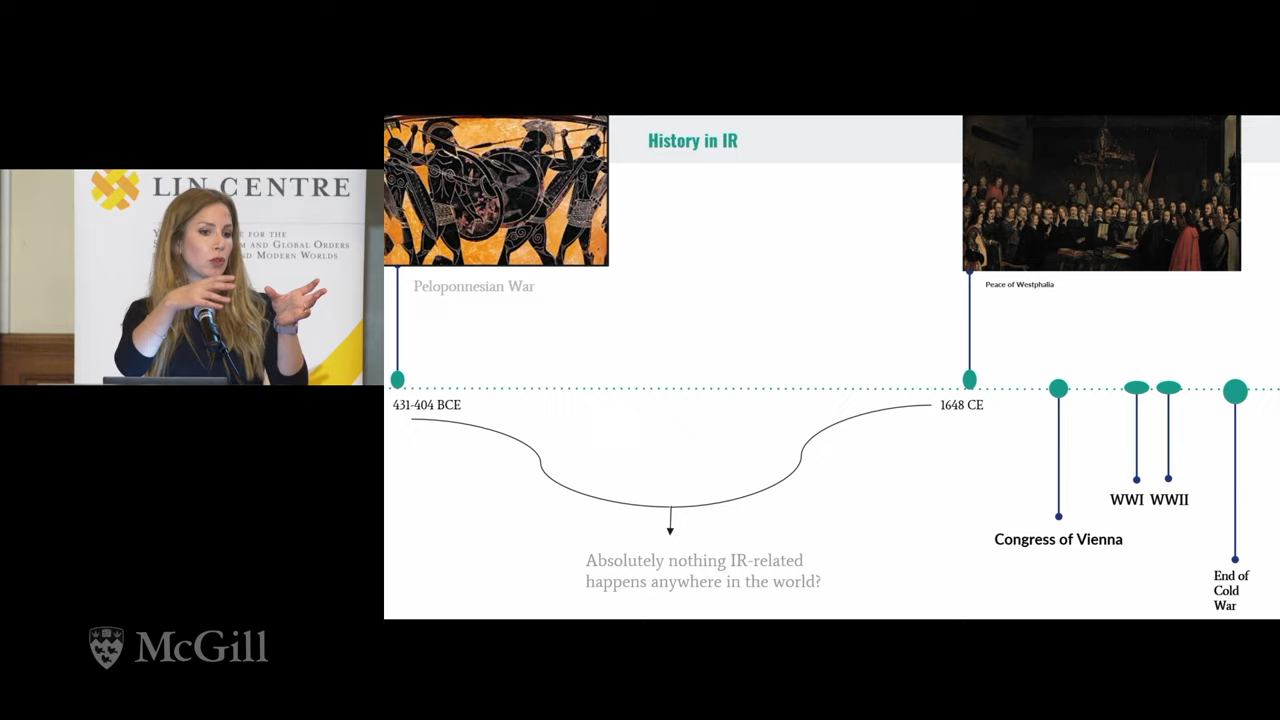 LIN CENTRE
E FOR THE
M AND GLOBAL ORDERS
ND MODERN WORLDS
McGill
History in IR
Peloponnesian War
Peace of Westphalia
431-404 BCE
1648 CE
WWI WWII
Congress of Vienna
Absolutely nothing IR-related
happens anywhere in the world?
End of
Cold
War